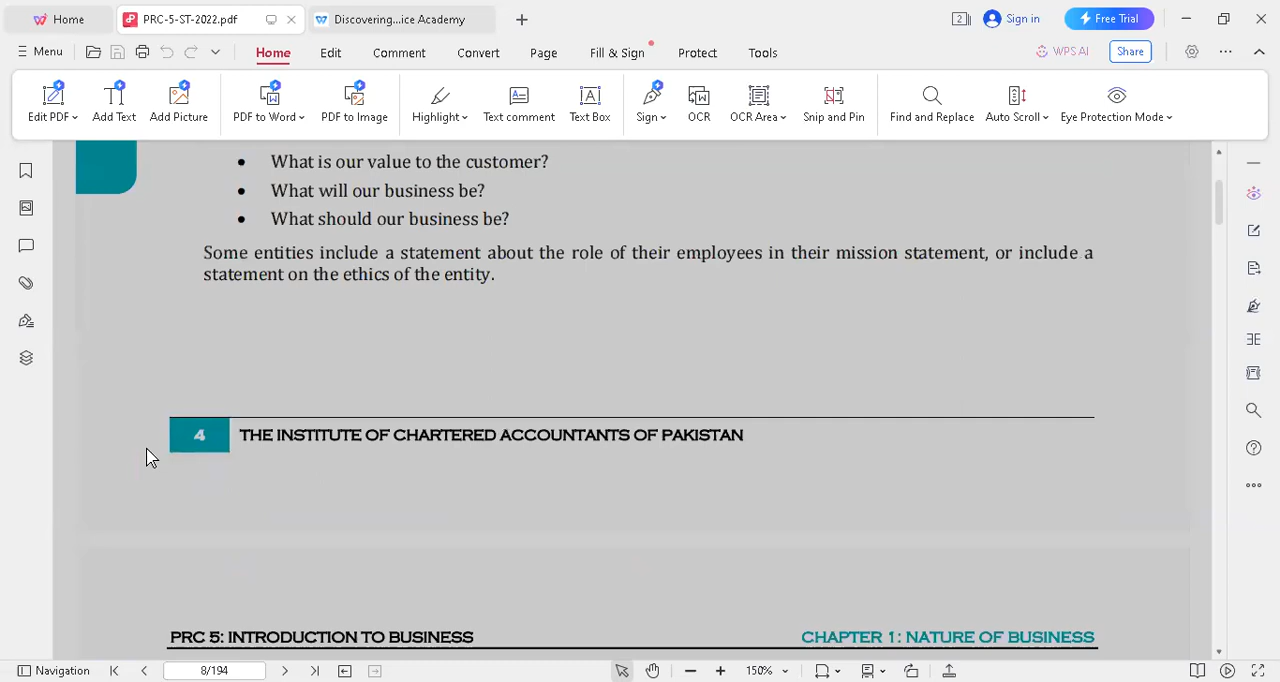 Home
PRC-5-ST-2022.pdf
Discovering...ice Academy
2
Sign in
Free Trial
Menu
Home
Edit
Comment
Convert
Page
Fill & Sign
Protect
Tools
WPS AI
Share
Edit PDF
Add Text
Add Picture
PDF to Word
PDF to Image
Highlight
Text comment
Text Box
Sign
OCR
OCR Area
Snip and Pin
Find and Replace
Auto Scroll
Eye Protection Mode
• What is our value to the customer?
• What will our business be?
• What should our business be?
Some entities include a statement about the role of their employees in their mission statement, or include a
statement on the ethics of the entity.
4 THE INSTITUTE OF CHARTERED ACCOUNTANTS OF PAKISTAN
PRC 5: INTRODUCTION TO BUSINESS
CHAPTER 1: NATURE OF BUSINESS
Navigation
8/194
150%